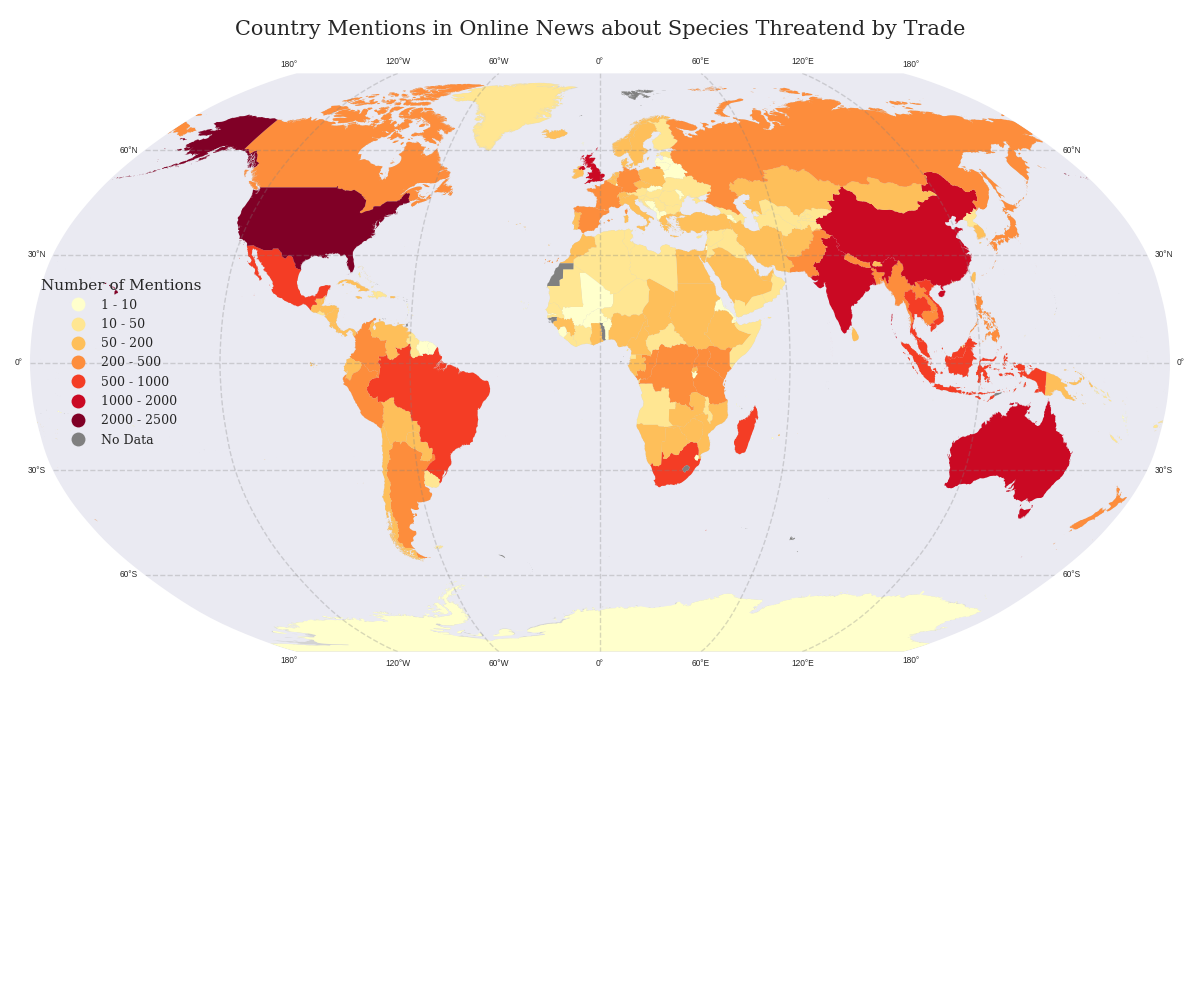 Country Mentions in Online News about Species Threatend by Trade
180° 120°W 60°W 0° 60°E 120°E 180°
60°N 60°N
30°N 30°N
Number of Mentions
1 - 10
10 - 50
50 - 200
200 - 500
0° 0°
500 - 1000
1000 - 2000
2000 - 2500
No Data
30°S 30°S
60°S 60°S
180° 120°W 60°W 0° 60°E 120°E 180°